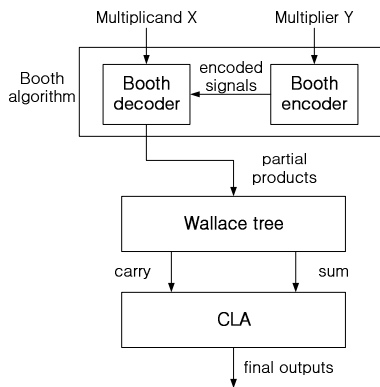 Multiplicand X
Multiplier Y
Booth
algorithm
Booth
decoder
encoded
signals
Booth
encoder
partial
products
Wallace tree
carry
sum
CLA
final outputs